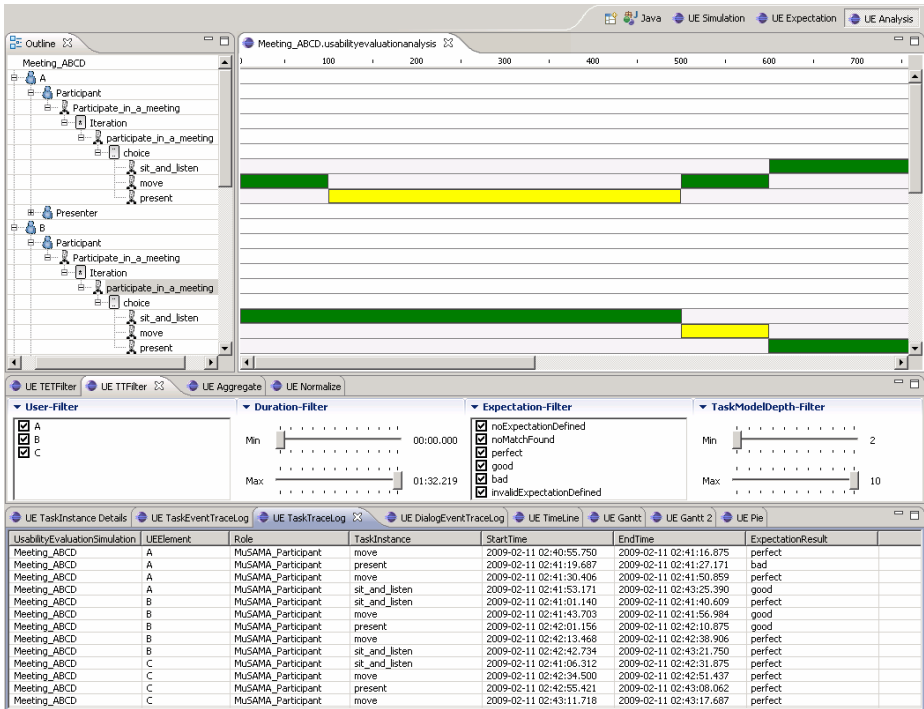 Java UE Simulation UE Expectation UE Analysis
Outline
Meeting_ABCD.usabilityevaluationanalysis
Meeting_ABCD
A
Participant
Participate_in_a_meeting
Iteration
participate_in_a_meeting
choice
sit_and_listen
move
present
Presenter
B
Participant
Participate_in_a_meeting
Iteration
participate_in_a_meeting
choice
sit_and_listen
move
present
100 200 300 400 500 600 700
UE TETFilter UE TTFilter UE Aggregate UE Normalize
User-Filter
A
B
C
Duration-Filter
Min 00:00.000
Max 01:32.219
Expectation-Filter
noExpectationDefined
noMatchFound
perfect
good
bad
invalidExpectationDefined
TaskModelDepth-Filter
Min 2
Max 10
UE TaskInstance Details UE TaskEventTraceLog UE TaskTraceLog UE DialogEventTraceLog UE TimeLine UE Gantt UE Gantt 2 UE Pie
UsabilityEvaluationSimulation UEElement Role TaskInstance StartTime EndTime ExpectationResult
Meeting_ABCD A MuSAMA_Participant move 2009-02-11 02:40:55.750 2009-02-11 02:41:16.875 perfect
Meeting_ABCD A MuSAMA_Participant present 2009-02-11 02:41:19.687 2009-02-11 02:41:27.171 bad
Meeting_ABCD A MuSAMA_Participant move 2009-02-11 02:41:30.406 2009-02-11 02:41:50.859 perfect
Meeting_ABCD A MuSAMA_Participant sit_and_listen 2009-02-11 02:41:53.171 2009-02-11 02:43:25.390 good
Meeting_ABCD B MuSAMA_Participant sit_and_listen 2009-02-11 02:41:01.140 2009-02-11 02:41:40.609 perfect
Meeting_ABCD B MuSAMA_Participant move 2009-02-11 02:41:43.703 2009-02-11 02:41:56.984 good
Meeting_ABCD B MuSAMA_Participant present 2009-02-11 02:42:01.156 2009-02-11 02:42:10.875 good
Meeting_ABCD B MuSAMA_Participant move 2009-02-11 02:42:13.468 2009-02-11 02:42:38.906 perfect
Meeting_ABCD B MuSAMA_Participant sit_and_listen 2009-02-11 02:42:42.734 2009-02-11 02:43:21.750 perfect
Meeting_ABCD C MuSAMA_Participant sit_and_listen 2009-02-11 02:41:06.312 2009-02-11 02:42:31.875 perfect
Meeting_ABCD C MuSAMA_Participant move 2009-02-11 02:42:34.500 2009-02-11 02:42:51.437 perfect
Meeting_ABCD C MuSAMA_Participant present 2009-02-11 02:42:55.421 2009-02-11 02:43:08.062 perfect
Meeting_ABCD C MuSAMA_Participant move 2009-02-11 02:43:11.718 2009-02-11 02:43:17.687 perfect